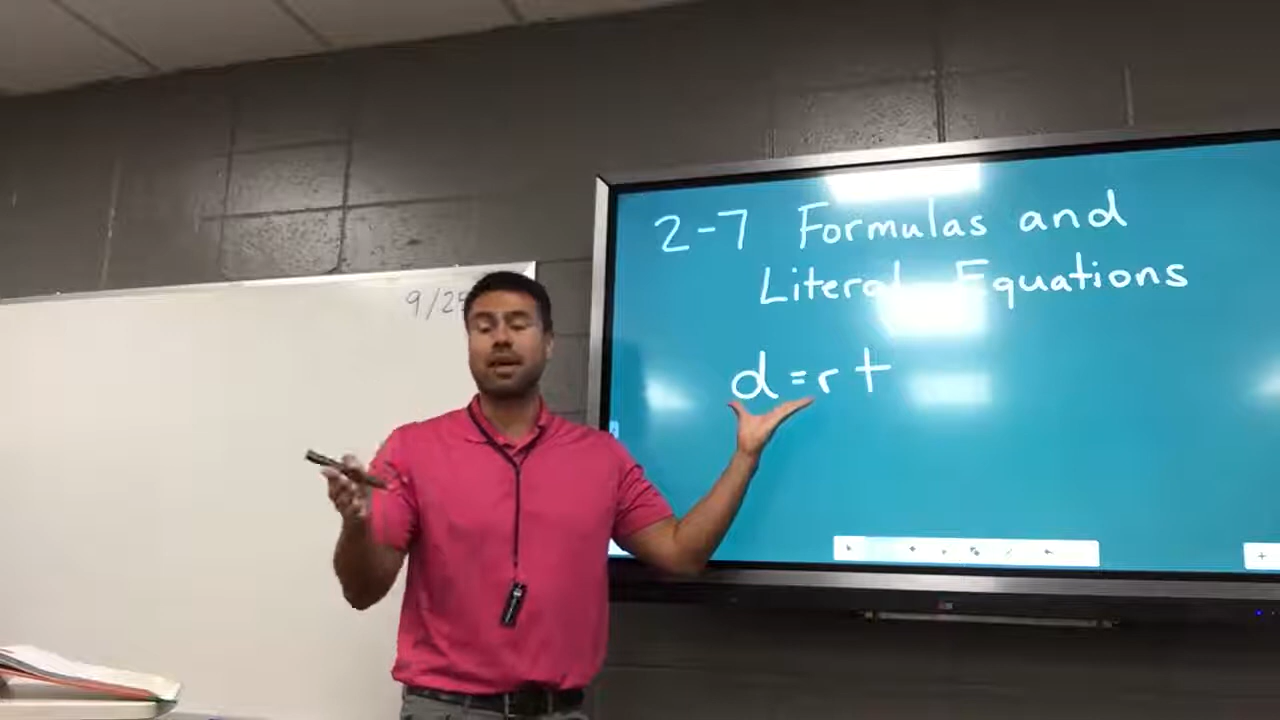 2-7 Formulas and
Literal Equations
d=rt